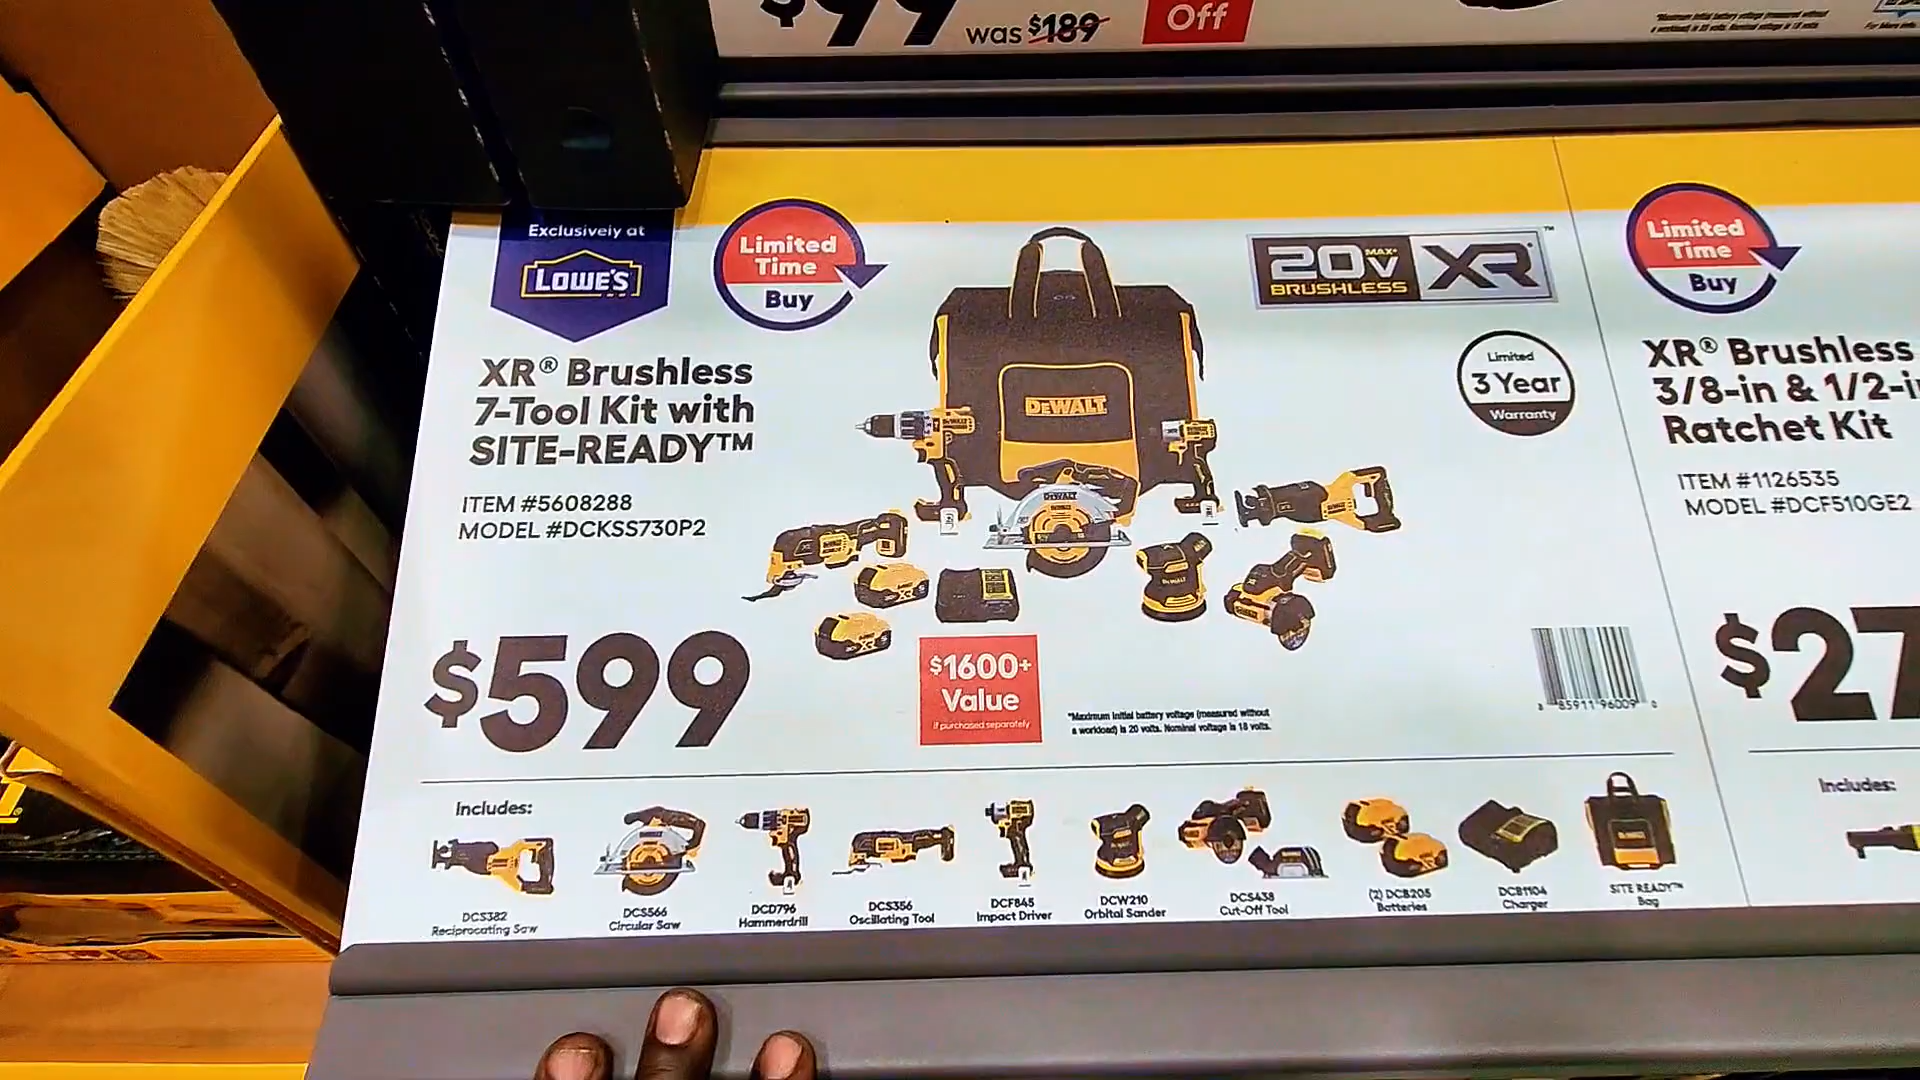 $99 was $189
Off
Exclusively at
LOWE'S
Limited
Time
Buy
20V MAX*
BRUSHLESS
XR®
™
Limited
3 Year
Warranty
XR® Brushless
7-Tool Kit with
SITE-READY™
ITEM #5608288
MODEL #DCKSS730P2
DEWALT
$599
$1600+
Value
if purchased separately
*Maximum initial battery voltage (measured without
a workload) is 20 volts. Nominal voltage is 18 volts.
85911 96009
Includes:
DCS382
Reciprocating Saw
DCS566
Circular Saw
DCD796
Hammerdrill
DCS356
Oscillating Tool
DCF845
Impact Driver
DCW210
Orbital Sander
DCS438
Cut-Off Tool
(2) DCB205
Batteries
DCB1104
Charger
SITE READY™
Bag
Limited
Time
Buy
XR® Brushless
3/8-in & 1/2-i
Ratchet Kit
ITEM #1126535
MODEL #DCF510GE2
$27
Includes: